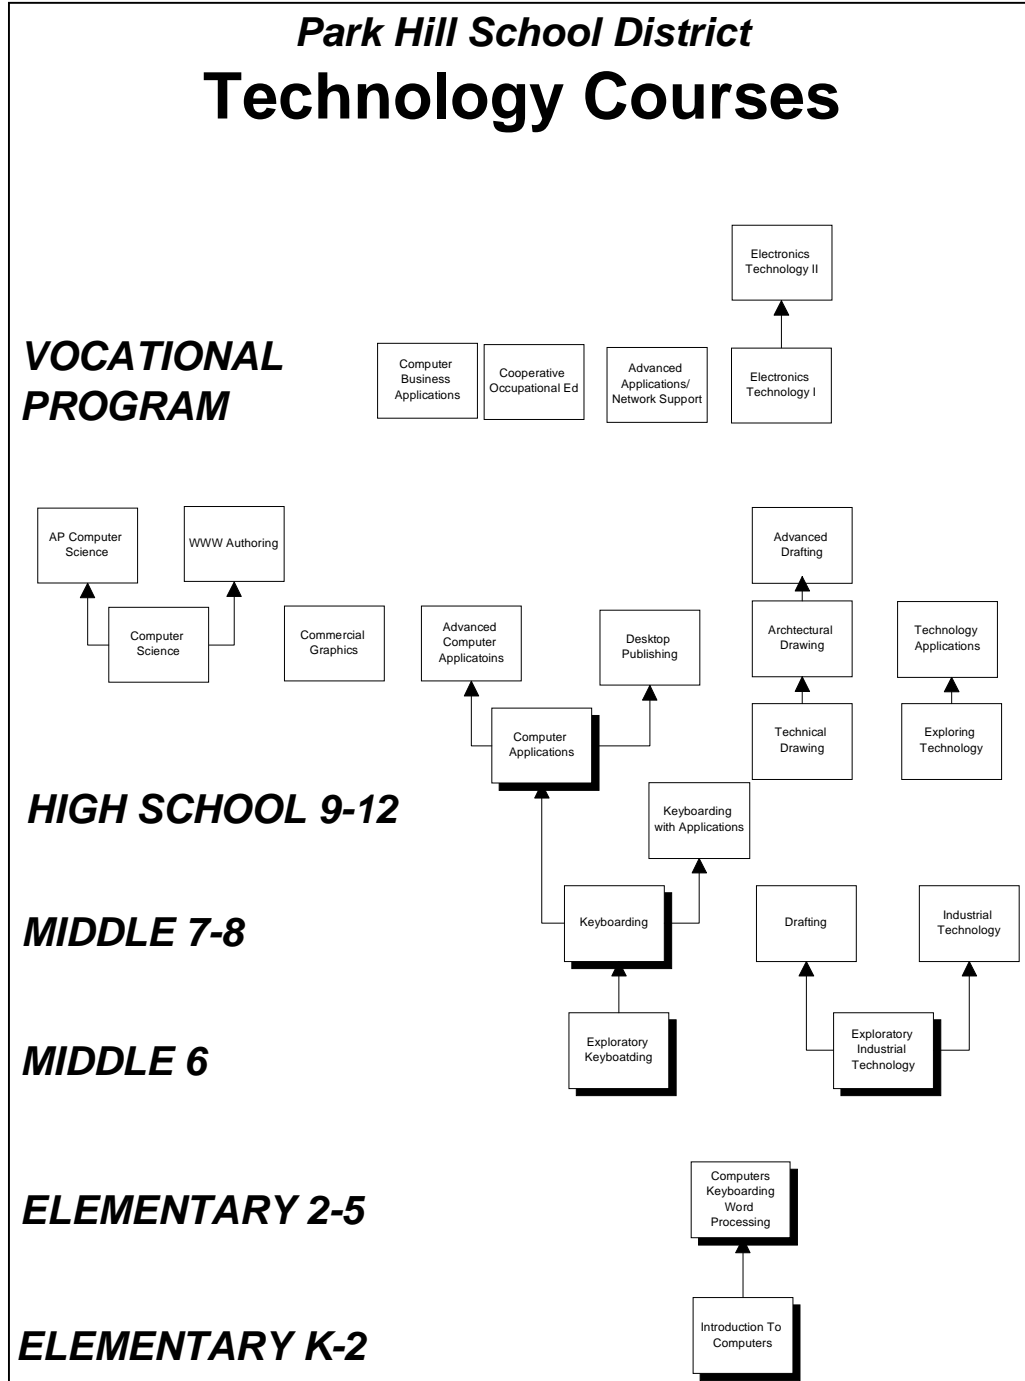 Park Hill School District
Technology Courses
Electronics
Technology II
VOCATIONAL
PROGRAM
Computer
Business
Applications
Cooperative
Occupational Ed
Advanced
Applications/
Network Support
Electronics
Technology I
AP Computer
Science
WWW Authoring
Advanced
Drafting
Computer
Science
Commercial
Graphics
Advanced
Computer
Applicatoins
Desktop
Publishing
Archtectural
Drawing
Technology
Applications
Computer
Applications
Technical
Drawing
Exploring
Technology
HIGH SCHOOL 9-12
Keyboarding
with Applications
MIDDLE 7-8
Keyboarding
Drafting
Industrial
Technology
MIDDLE 6
Exploratory
Keyboatding
Exploratory
Industrial
Technology
ELEMENTARY 2-5
Computers
Keyboarding
Word
Processing
ELEMENTARY K-2
Introduction To
Computers